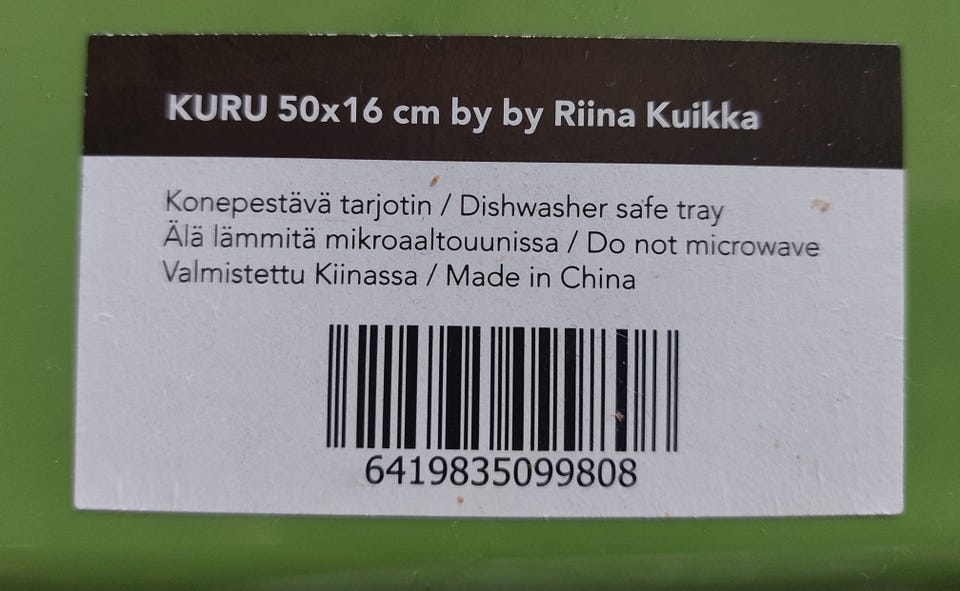 KURU 50x16 cm by by Riina Kuikka
Konepestävä tarjotin / Dishwasher safe tray
Älä lämmitä mikroaaltouunissa / Do not microwave
Valmistettu Kiinassa / Made in China
6419835099808